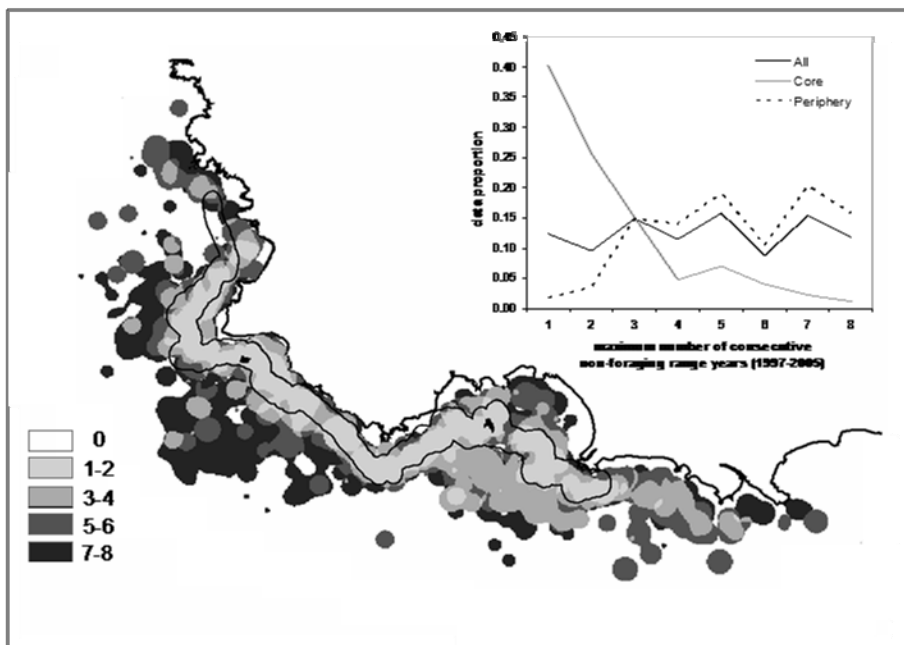 0.45
0.40
0.35
0.30
0.25
0.20
0.15
0.10
0.05
0.00
data proportion
All
Core
Periphery
1 2 3 4 5 6 7 8
maximum number of consecutive
non-foraging range years (1997-2005)
0
1-2
3-4
5-6
7-8